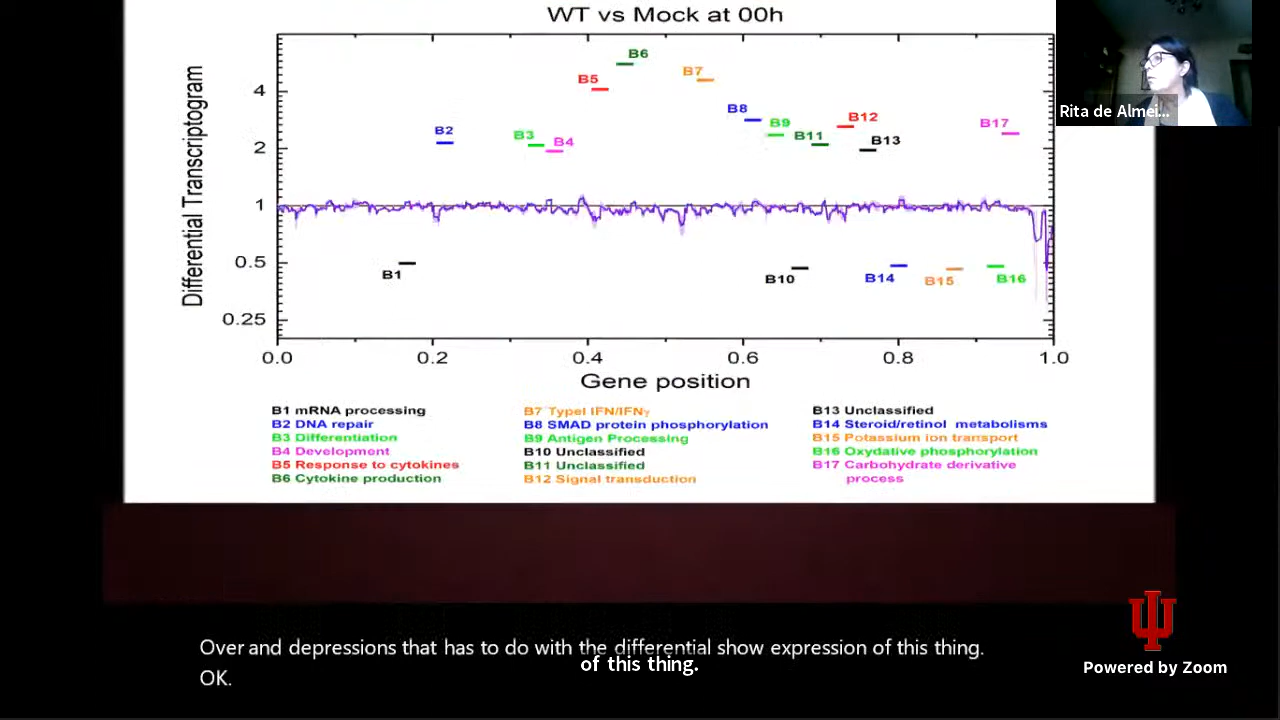 WT vs Mock at 00h
Differential Transcriptogram
4
2
1
0.5
0.25
B1
B2
B3
B4
B5
B6
B7
B8
B9
B10
B11
B12
B13
B14
B15
B16
B17
0.0 0.2 0.4 0.6 0.8 1.0
Gene position
B1 mRNA processing
B2 DNA repair
B3 Differentiation
B4 Development
B5 Response to cytokines
B6 Cytokine production
B7 TypeI IFN/IFNγ
B8 SMAD protein phosphorylation
B9 Antigen Processing
B10 Unclassified
B11 Unclassified
B12 Signal transduction
B13 Unclassified
B14 Steroid/retinol metabolisms
B15 Potassium ion transport
B16 Oxydative phosphorylation
B17 Carbohydrate derivative
process
Rita de Almei...
Over and depressions that has to do with the differential show expression of this thing.
OK.
of this thing.
Powered by Zoom